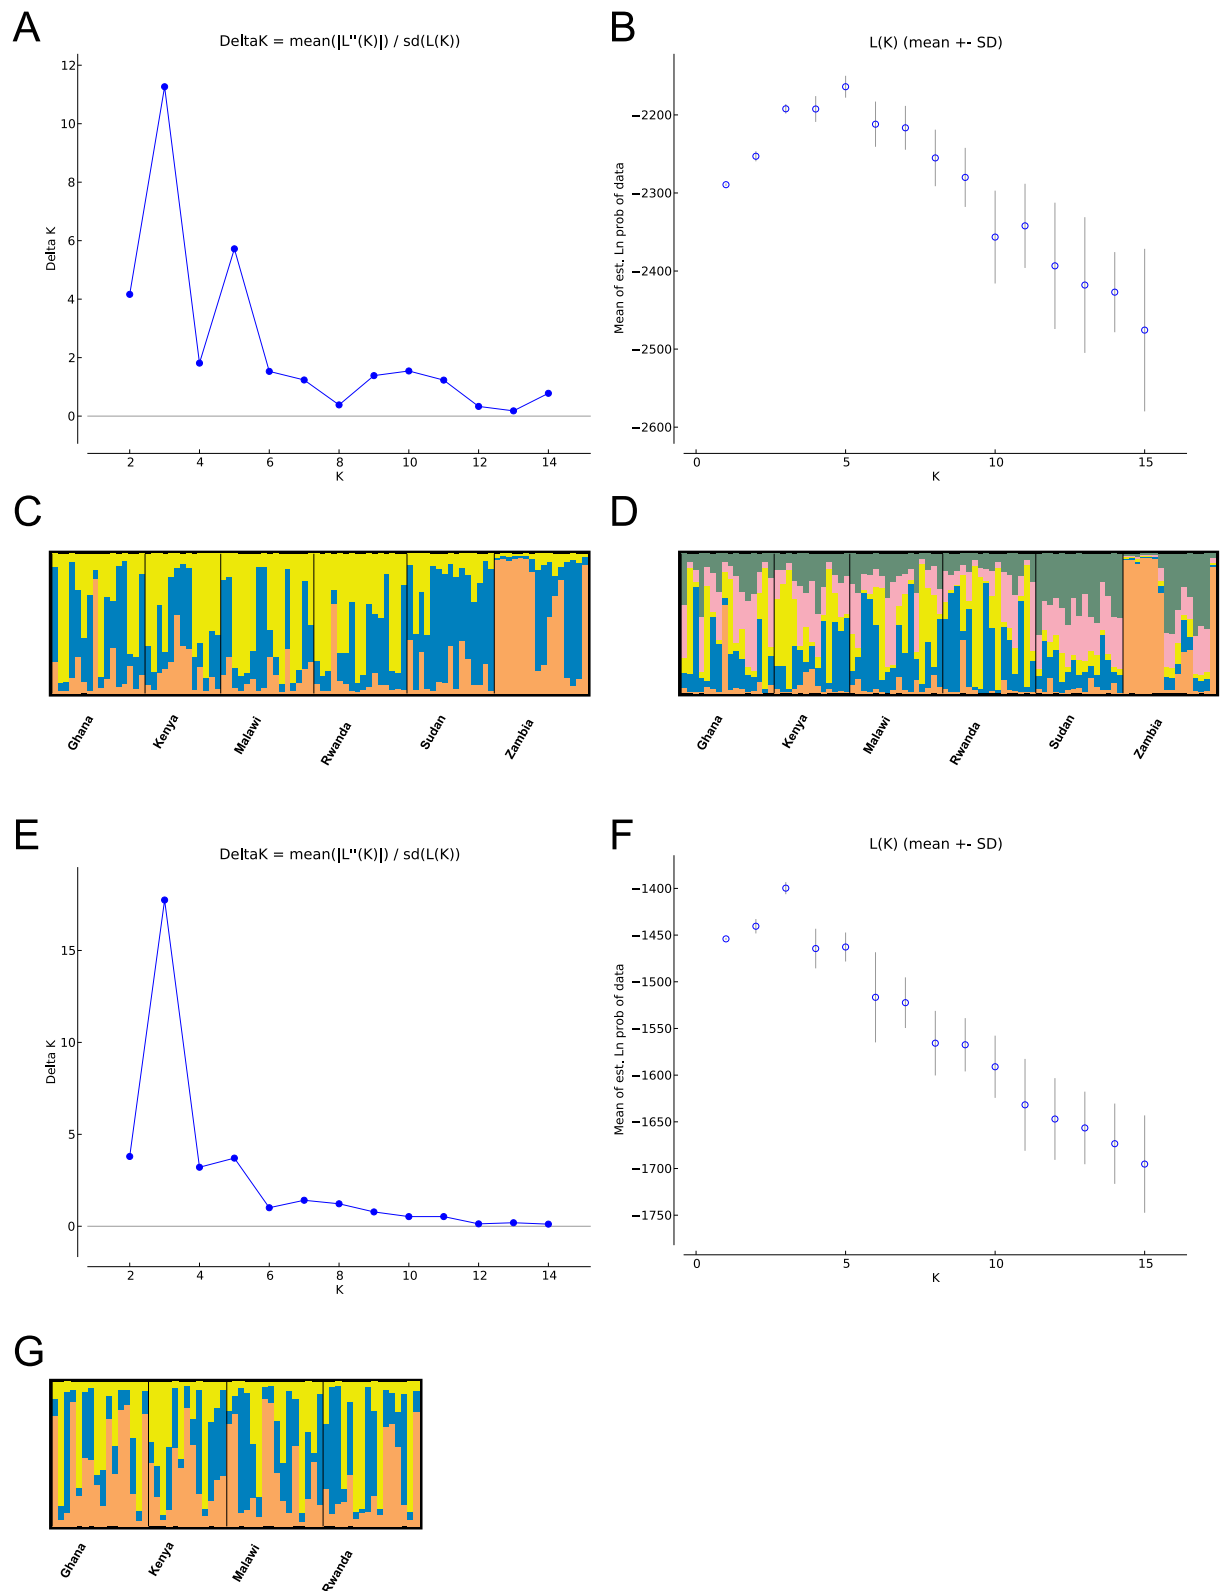 A
DeltaK = mean(|L"(K)|) / sd(L(K))
12
10
8
6
4
2
0
Delta K
2 4 6 8 10 12 14
K
B
L(K) (mean +- SD)
−2200
−2300
−2400
−2500
−2600
Mean of est. Ln prob of data
0 5 10 15
K
C
Ghana Kenya Malawi Rwanda Sudan Zambia
D
Ghana Kenya Malawi Rwanda Sudan Zambia
E
DeltaK = mean(|L"(K)|) / sd(L(K))
15
10
5
0
Delta K
2 4 6 8 10 12 14
K
F
L(K) (mean +- SD)
−1400
−1450
−1500
−1550
−1600
−1650
−1700
−1750
Mean of est. Ln prob of data
0 5 10 15
K
G
Ghana Kenya Malawi Rwanda